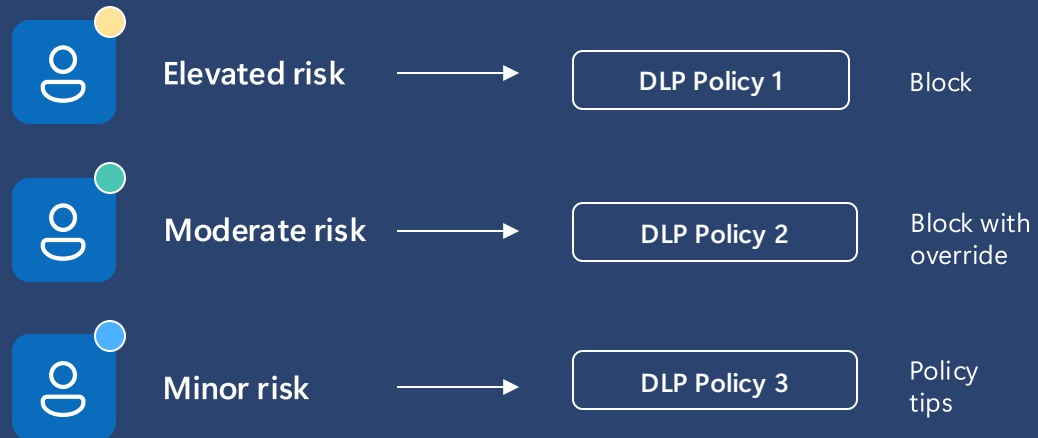 Elevated risk
DLP Policy 1
Block
Moderate risk
DLP Policy 2
Block with
override
Minor risk
DLP Policy 3
Policy
tips